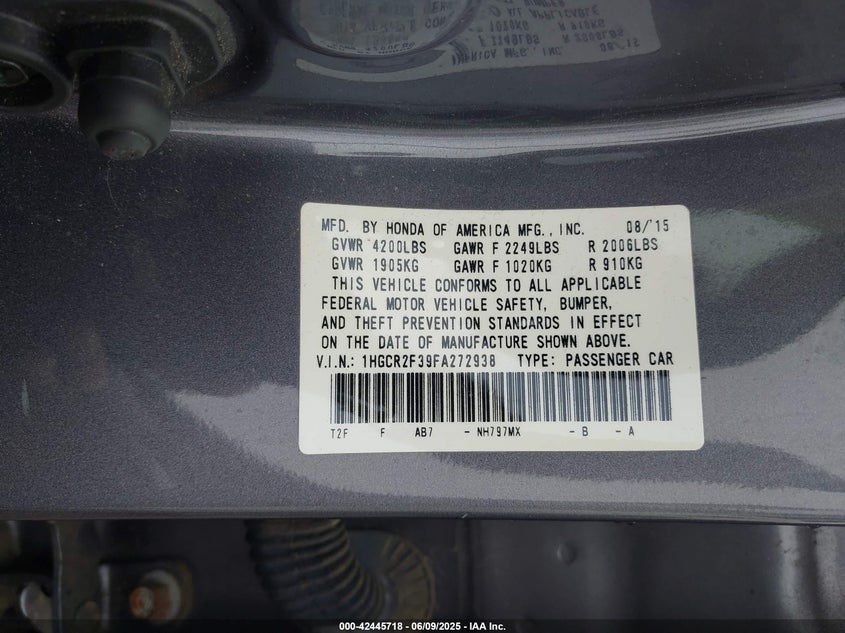 MFD. BY HONDA OF AMERICA MFG., INC. 08/'15
GVWR 4200LBS GAWR F 2249LBS R 2006LBS
GVWR 1905KG GAWR F 1020KG R 910KG
THIS VEHICLE CONFORMS TO ALL APPLICABLE
FEDERAL MOTOR VEHICLE SAFETY, BUMPER,
AND THEFT PREVENTION STANDARDS IN EFFECT
ON THE DATE OF MANUFACTURE SHOWN ABOVE.
V.I.N.: 1HGCR2F39FA272938 TYPE: PASSENGER CAR
T2F F AB7 - NH797MX - B - A
000-42445718 - 06/09/2025 - IAA Inc.